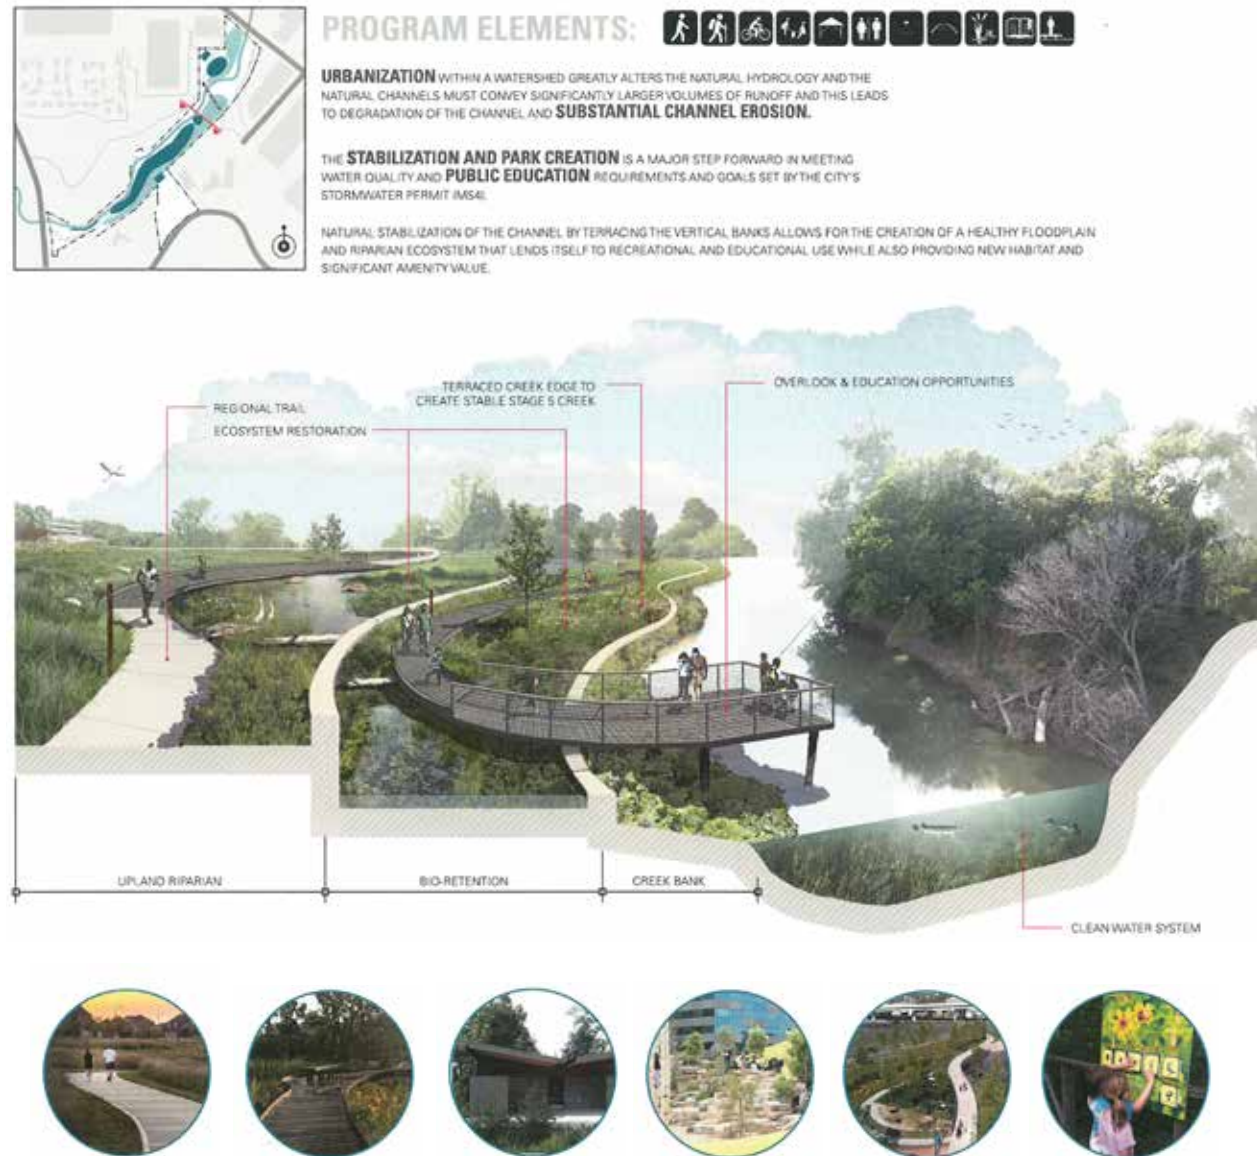 PROGRAM ELEMENTS:
URBANIZATION WITHIN A WATERSHED GREATLY ALTERS THE NATURAL HYDROLOGY AND THE
NATURAL CHANNELS MUST CONVEY SIGNIFICANTLY LARGER VOLUMES OF RUNOFF AND THIS LEADS
TO DEGRADATION OF THE CHANNEL AND SUBSTANTIAL CHANNEL EROSION.
THE STABILIZATION AND PARK CREATION IS A MAJOR STEP FORWARD IN MEETING
WATER QUALITY AND PUBLIC EDUCATION REQUIREMENTS AND GOALS SET BY THE CITY'S
STORMWATER PERMIT (MS4).
NATURAL STABILIZATION OF THE CHANNEL BY TERRACING THE VERTICAL BANKS ALLOWS FOR THE CREATION OF A HEALTHY FLOODPLAIN
AND RIPARIAN ECOSYSTEM THAT LENDS ITSELF TO RECREATIONAL AND EDUCATIONAL USE WHILE ALSO PROVIDING NEW HABITAT AND
SIGNIFICANT AMENITY VALUE.
REGIONAL TRAIL
ECOSYSTEM RESTORATION
TERRACED CREEK EDGE TO
CREATE STABLE STAGE 5 CREEK
OVERLOOK & EDUCATION OPPORTUNITIES
UPLAND RIPARIAN
BIO-RETENTION
CREEK BANK
CLEAN WATER SYSTEM